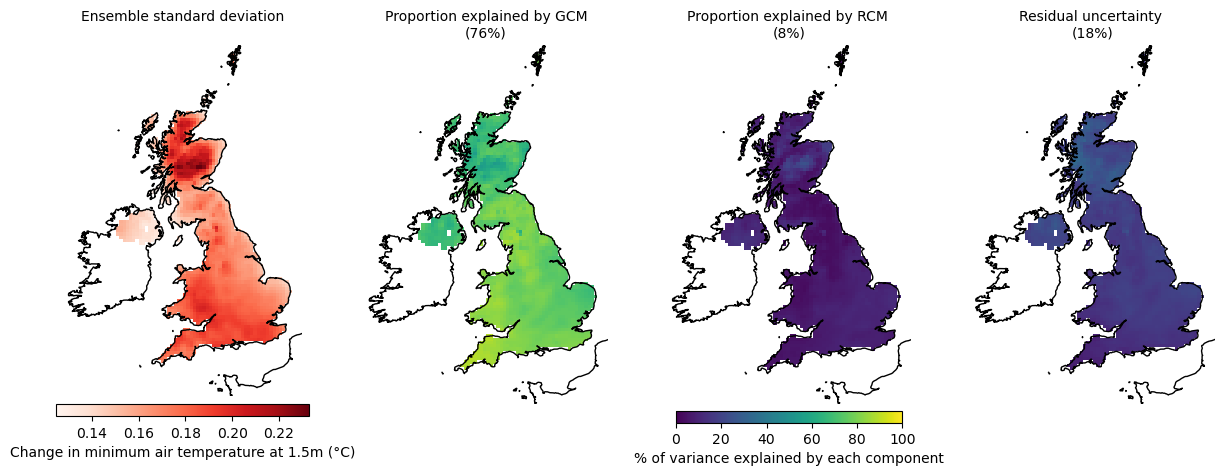 Ensemble standard deviation
Proportion explained by GCM
(76%)
Proportion explained by RCM
(8%)
Residual uncertainty
(18%)
0.14 0.16 0.18 0.20 0.22
Change in minimum air temperature at 1.5m (°C)
0 20 40 60 80 100
% of variance explained by each component